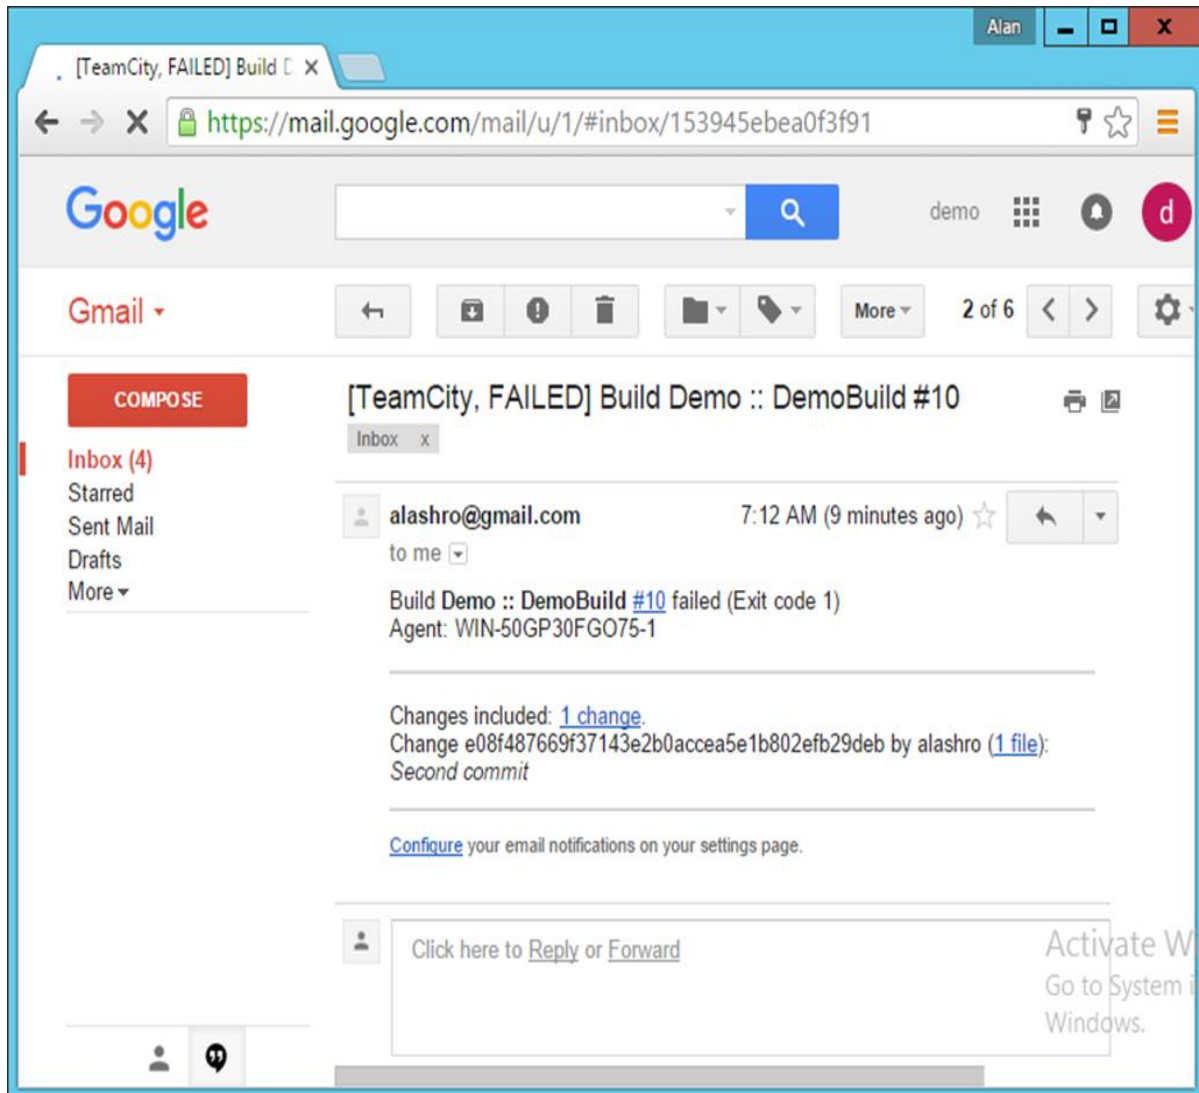 Alan
[TeamCity, FAILED] Build D
https://mail.google.com/mail/u/1/#inbox/153945ebea0f3f91
Google
demo
d
Gmail
More
2 of 6
COMPOSE
[TeamCity, FAILED] Build Demo :: DemoBuild #10
Inbox x
Inbox (4)
Starred
Sent Mail
Drafts
More
alashro@gmail.com
7:12 AM (9 minutes ago)
to me
Build Demo :: DemoBuild #10 failed (Exit code 1)
Agent: WIN-50GP30FGO75-1
Changes included: 1 change.
Change e08f487669f37143e2b0accea5e1b802efb29deb by alashro (1 file):
Second commit
Configure your email notifications on your settings page.
Click here to Reply or Forward
Activate W
Go to System i
Windows.